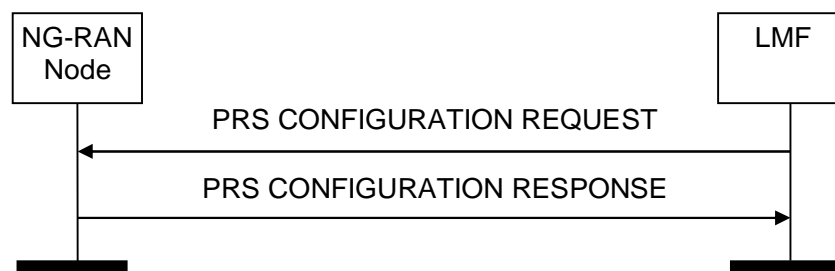 NG-RAN
Node
LMF
PRS CONFIGURATION REQUEST
PRS CONFIGURATION RESPONSE